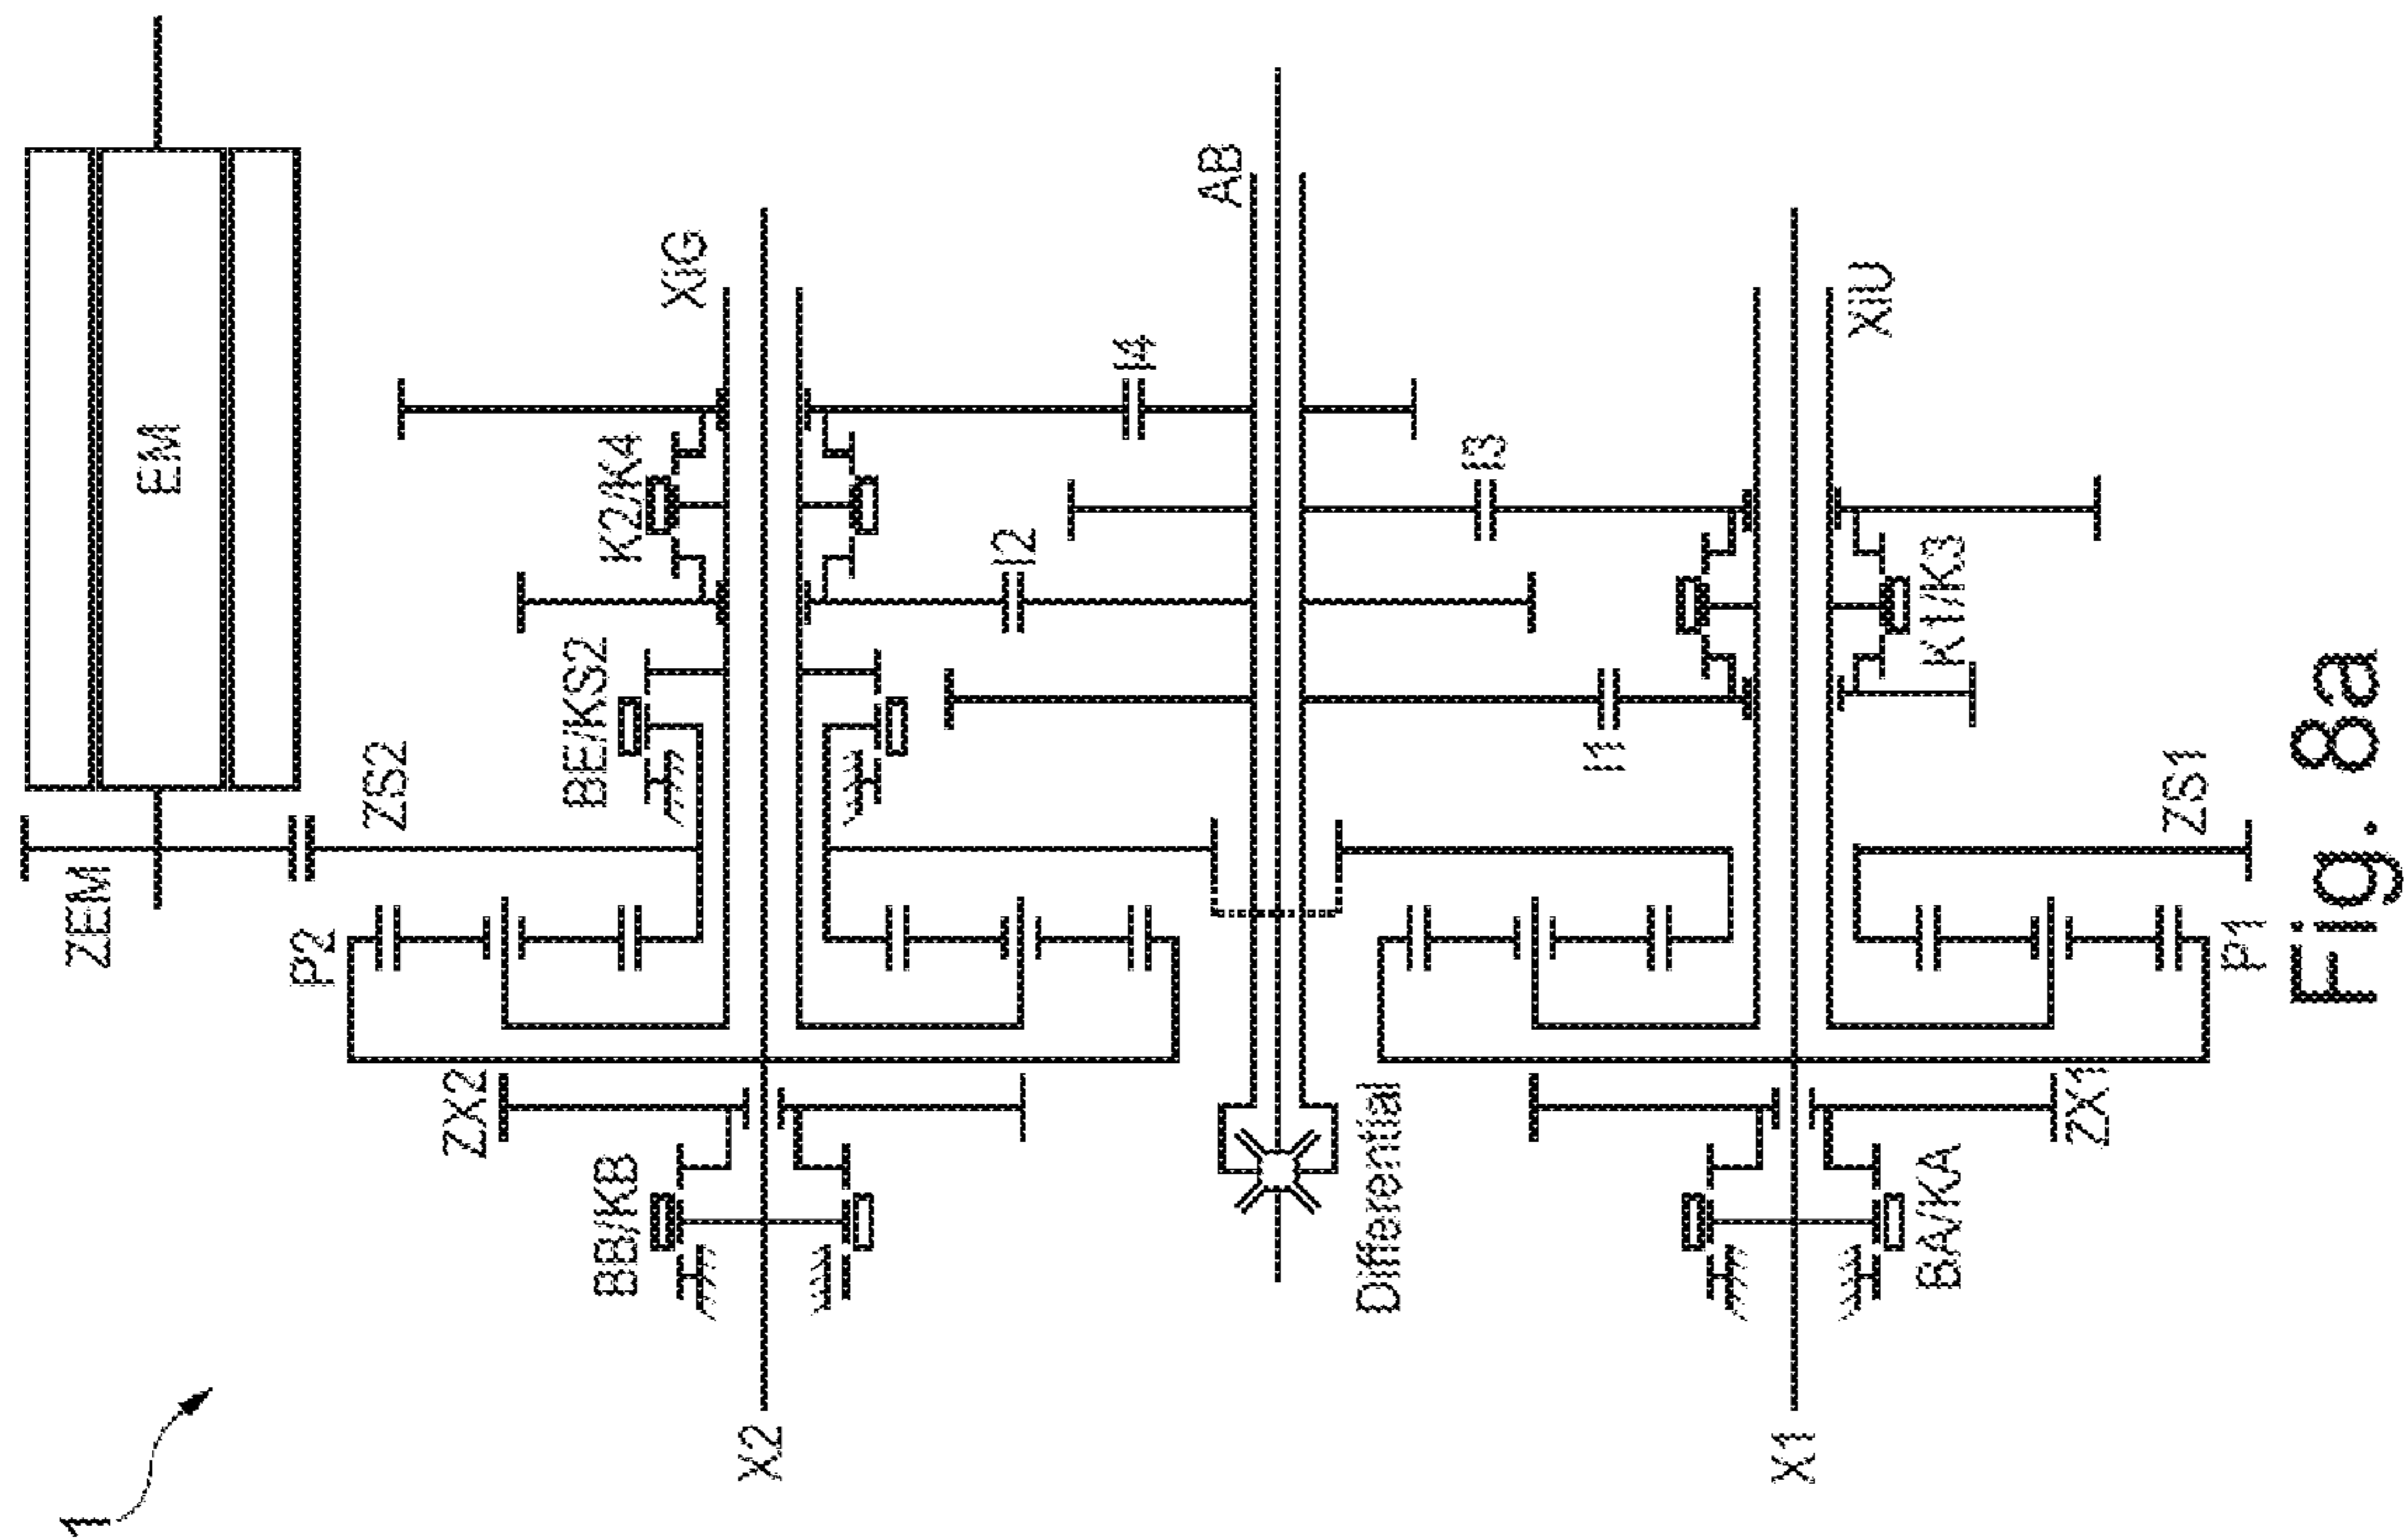 1
EM
ZEM
ZS2
P2
BE/KS2
K2/K4
XiG
I2
I4
ZX2
BB/KB
X2
AB
Differential
I3
I1
K1/K3
XiU
ZS1
P1
ZX1
BA/KA
X1
Fig. 8a